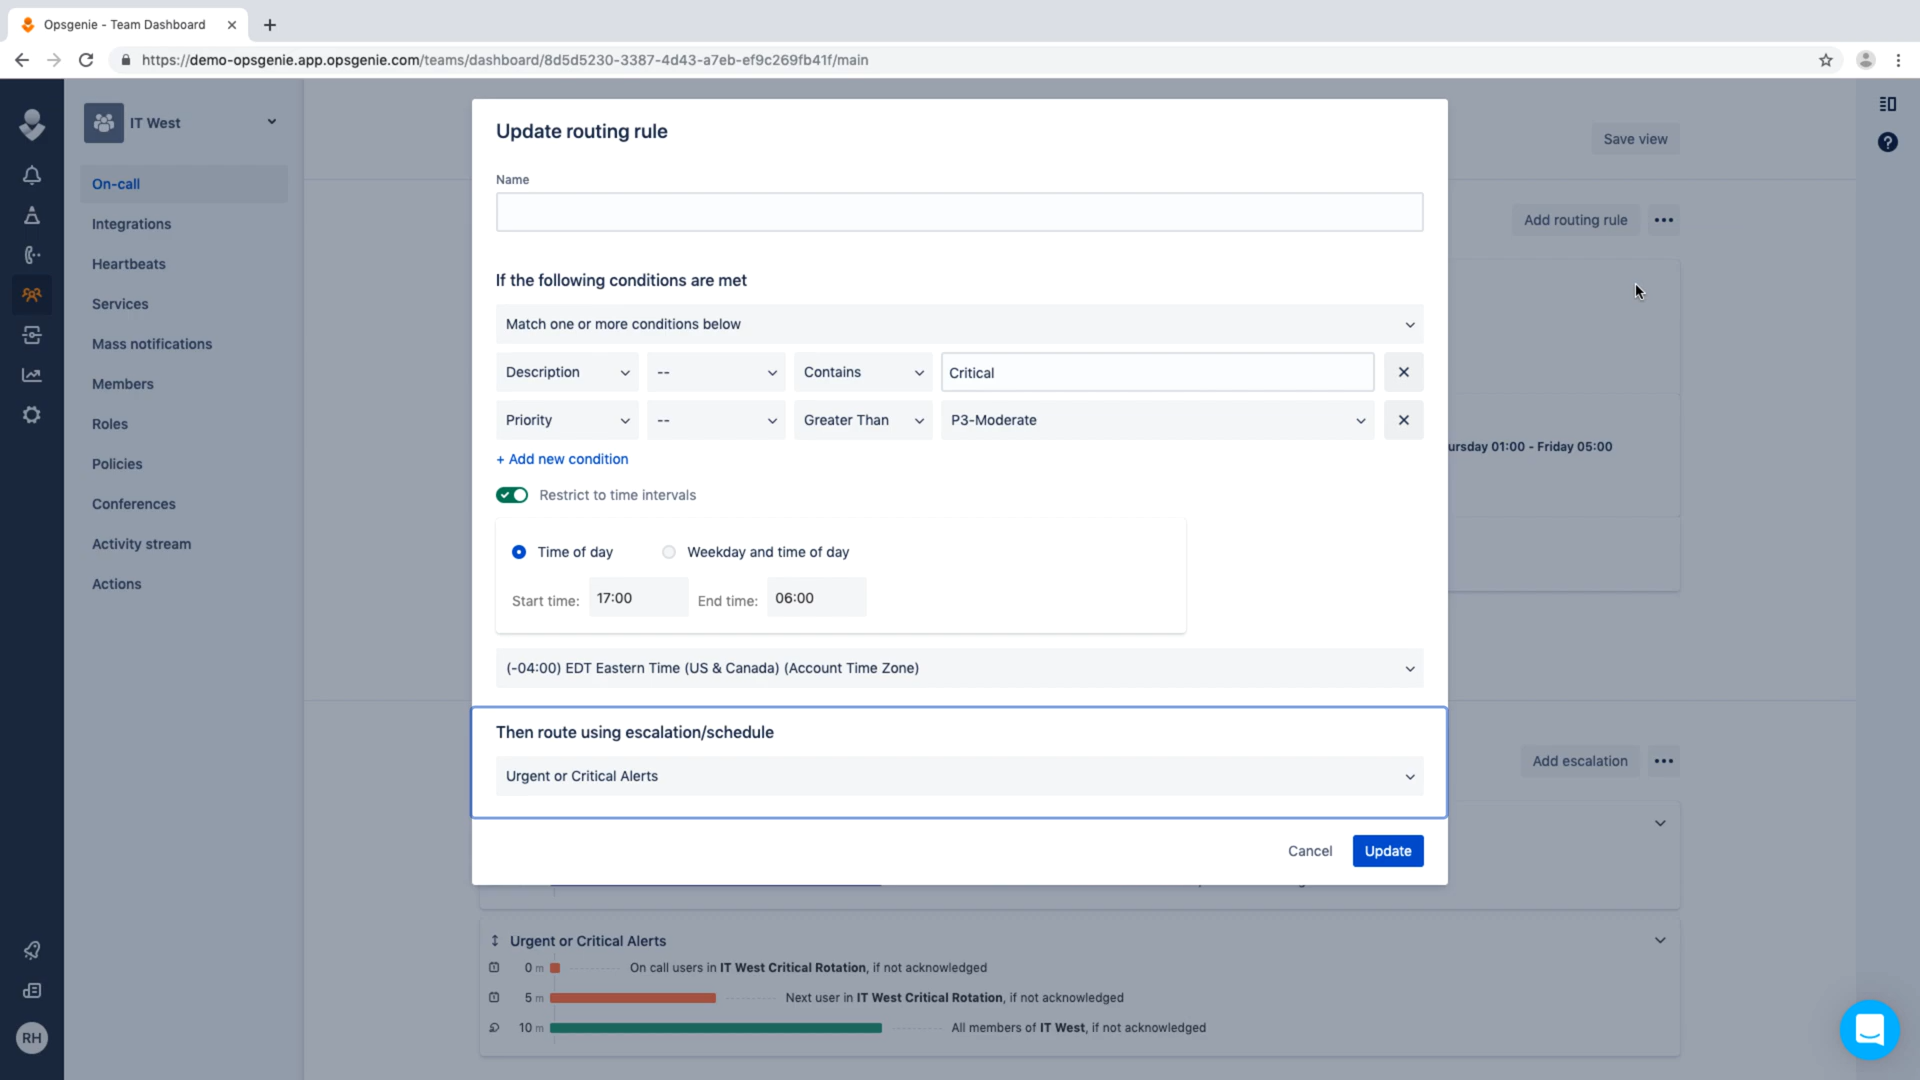 Opsgenie - Team Dashboard
https://demo-opsgenie.app.opsgenie.com/teams/dashboard/8d5d5230-3387-4d43-a7eb-ef9c269fb41f/main
IT West
On-call
Integrations
Heartbeats
Services
Mass notifications
Members
Roles
Policies
Conferences
Activity stream
Actions
RH
Save view
Add routing rule
ursday 01:00 - Friday 05:00
Update routing rule
Name
If the following conditions are met
Match one or more conditions below
Description -- Contains Critical
Priority -- Greater Than P3-Moderate
+ Add new condition
Restrict to time intervals
Time of day Weekday and time of day
Start time: 17:00 End time: 06:00
(-04:00) EDT Eastern Time (US & Canada) (Account Time Zone)
Then route using escalation/schedule
Urgent or Critical Alerts
Cancel Update
Add escalation
Urgent or Critical Alerts
0 m On call users in IT West Critical Rotation, if not acknowledged
5 m Next user in IT West Critical Rotation, if not acknowledged
10 m All members of IT West, if not acknowledged